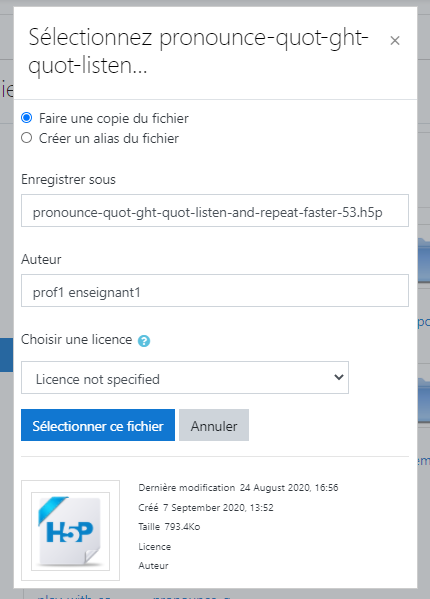 Sélectionnez pronounce-quot-ght-
quot-listen...
×
Faire une copie du fichier
Créer un alias du fichier
Enregistrer sous
pronounce-quot-ght-quot-listen-and-repeat-faster-53.h5p
Auteur
prof1 enseignant1
Choisir une licence ?
Licence not specified
Sélectionner ce fichier Annuler
H5P
Dernière modification 24 August 2020, 16:56
Créé 7 September 2020, 13:52
Taille 793.4Ko
Licence
Auteur